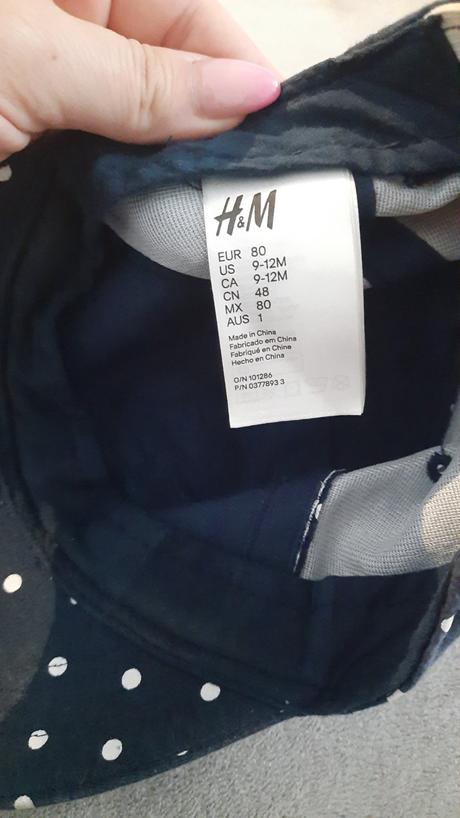 H&M
EUR 80
US 9-12M
CA 9-12M
CN 48
MX 80
AUS 1
Made in China
Fabricado em China
Fabriqué en Chine
Hecho en China
O/N 101286
P/N 0377893 3